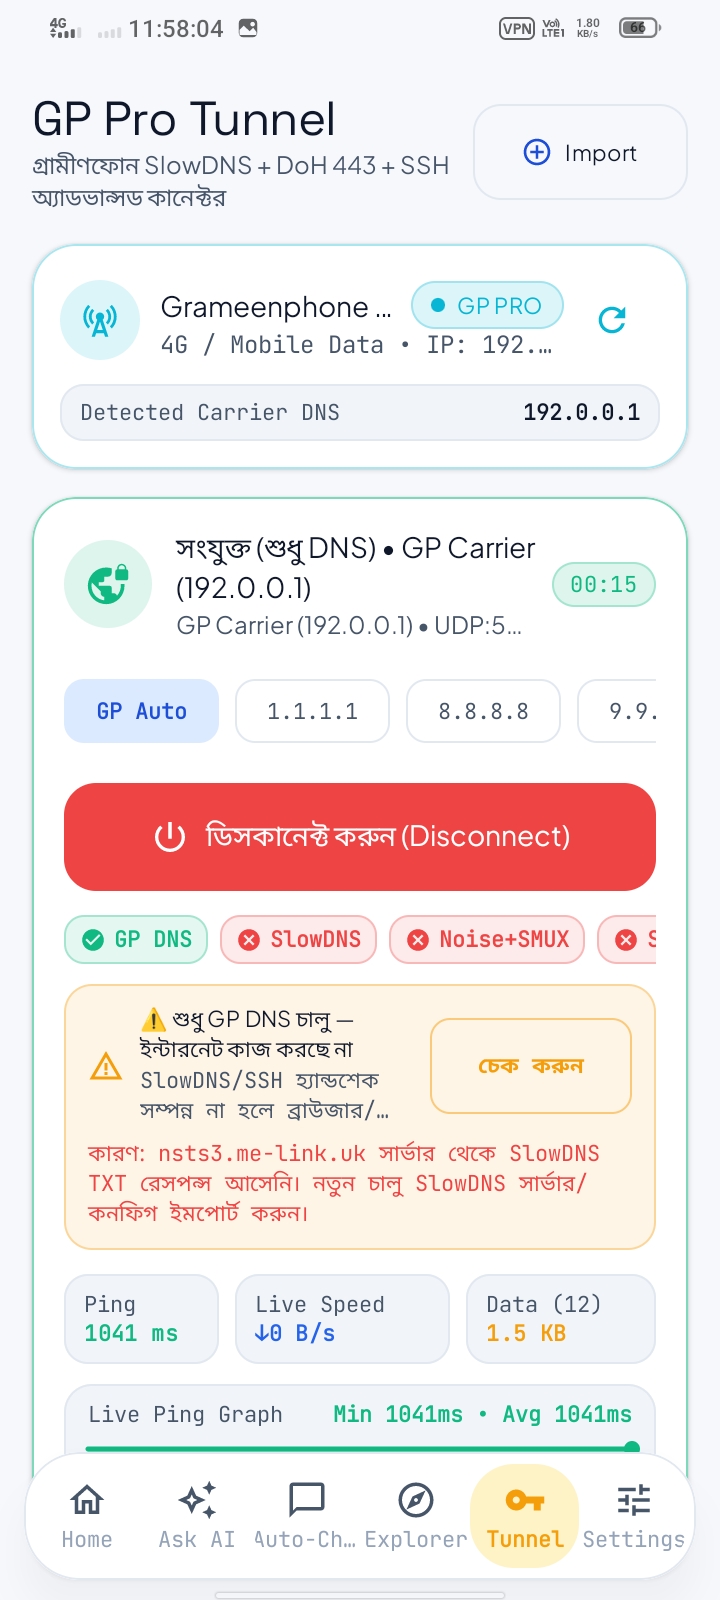 4G 11:58:04 VPN Vo) LTE1 1.80 KB/s 66
GP Pro Tunnel
গ্রামীণফোন SlowDNS + DoH 443 + SSH
অ্যাডভান্সড কানেক্টর
Import
Grameenphone ...
GP PRO
4G / Mobile Data • IP: 192.…
Detected Carrier DNS 192.0.0.1
সংযুক্ত (শুধু DNS) • GP Carrier
(192.0.0.1)
GP Carrier (192.0.0.1) • UDP:5...
00:15
GP Auto 1.1.1.1 8.8.8.8 9.9.
ডিসকানেক্ট করুন (Disconnect)
GP DNS SlowDNS Noise+SMUX S
⚠️ শুধু GP DNS চালু —
ইন্টারনেট কাজ করছে না
SlowDNS/SSH হ্যান্ডশেক
সম্পন্ন না হলে ব্রাউজার/…
চেক করুন
কারণ: nsts3.me-link.uk সার্ভার থেকে SlowDNS
TXT রেসপন্স আসেনি। নতুন চালু SlowDNS সার্ভার/
কনফিগ ইমপোর্ট করুন।
Ping Live Speed Data (12)
1041 ms ↓0 B/s 1.5 KB
Live Ping Graph Min 1041ms • Avg 1041ms
Home Ask AI Auto-Ch… Explorer Tunnel Settings